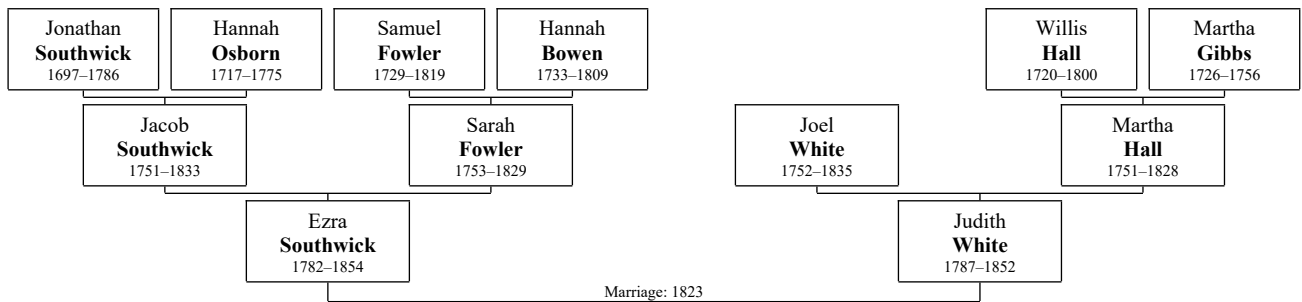 Jonathan
Southwick
1697–1786
Hannah
Osborn
1717–1775
Samuel
Fowler
1729–1819
Hannah
Bowen
1733–1809
Willis
Hall
1720–1800
Martha
Gibbs
1726–1756
Jacob
Southwick
1751–1833
Sarah
Fowler
1753–1829
Joel
White
1752–1835
Martha
Hall
1751–1828
Ezra
Southwick
1782–1854
Judith
White
1787–1852
Marriage: 1823